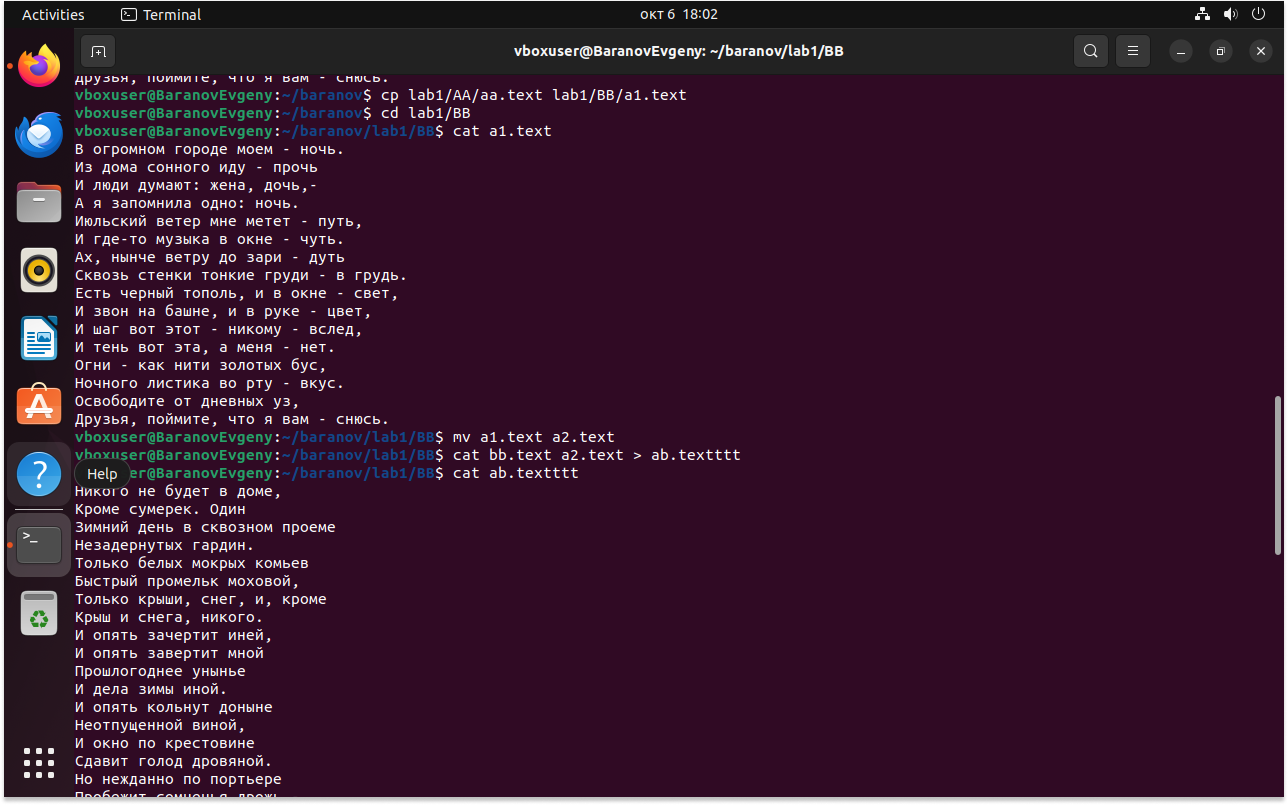 Activities
Terminal
окт 6 18:02
vboxuser@BaranovEvgeny: ~/baranov/lab1/BB
Друзья, поймите, что я вам - снюсь.
vboxuser@BaranovEvgeny:~/baranov$ cp lab1/AA/aa.text lab1/BB/a1.text
vboxuser@BaranovEvgeny:~/baranov$ cd lab1/BB
vboxuser@BaranovEvgeny:~/baranov/lab1/BB$ cat a1.text
В огромном городе моем - ночь.
Из дома сонного иду - прочь
И люди думают: жена, дочь,-
А я запомнила одно: ночь.
Июльский ветер мне метет - путь,
И где-то музыка в окне - чуть.
Ах, нынче ветру до зари - дуть
Сквозь стенки тонкие груди - в грудь.
Есть черный тополь, и в окне - свет,
И звон на башне, и в руке - цвет,
И шаг вот этот - никому - вслед,
И тень вот эта, а меня - нет.
Огни - как нити золотых бус,
Ночного листика во рту - вкус.
Освободите от дневных уз,
Друзья, поймите, что я вам - снюсь.
vboxuser@BaranovEvgeny:~/baranov/lab1/BB$ mv a1.text a2.text
vboxuser@BaranovEvgeny:~/baranov/lab1/BB$ cat bb.text a2.text > ab.textttt
Help
user@BaranovEvgeny:~/baranov/lab1/BB$ cat ab.textttt
Никого не будет в доме,
Кроме сумерек. Один
Зимний день в сквозном проеме
Незадернутых гардин.
Только белых мокрых комьев
Быстрый промельк моховой,
Только крыши, снег, и, кроме
Крыш и снега, никого.
И опять зачертит иней,
И опять завертит мной
Прошлогоднее унынье
И дела зимы иной.
И опять кольнут доныне
Неотпущенной виной,
И окно по крестовине
Сдавит голод дровяной.
Но нежданно по портьере
Пробежит